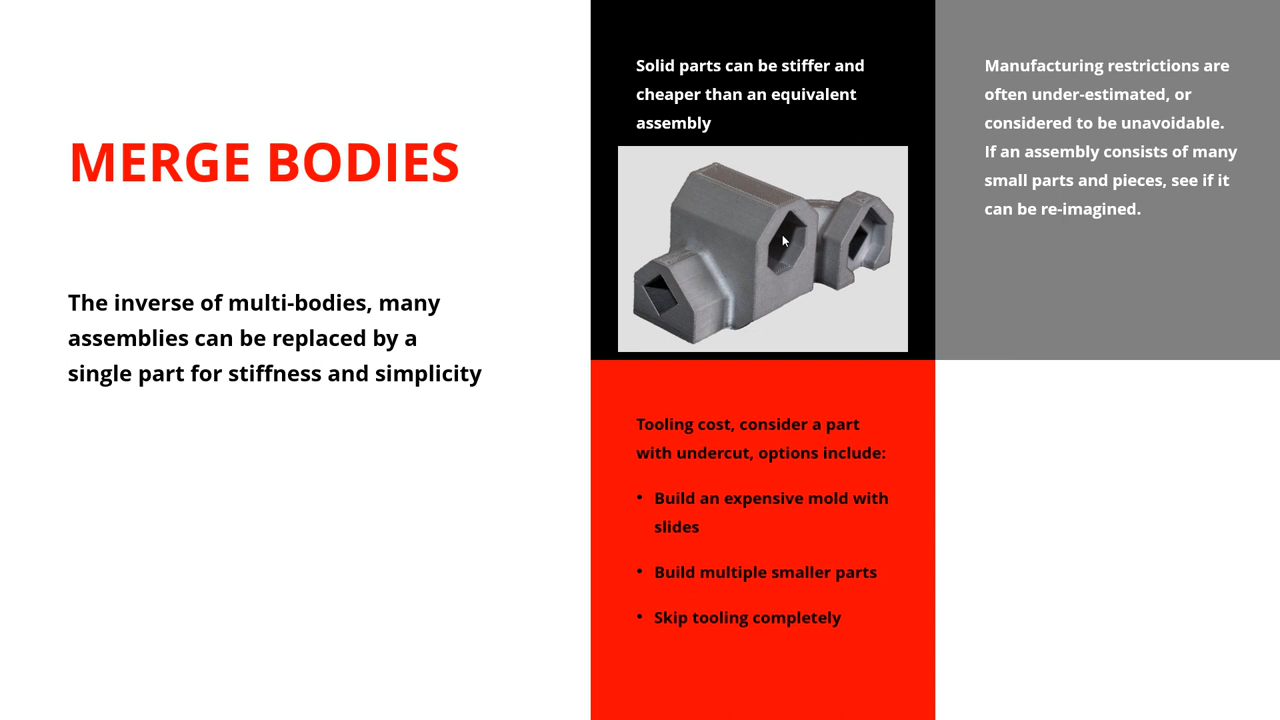 MERGE BODIES
The inverse of multi-bodies, many
assemblies can be replaced by a
single part for stiffness and simplicity
Solid parts can be stiffer and
cheaper than an equivalent
assembly
Manufacturing restrictions are
often under-estimated, or
considered to be unavoidable.
If an assembly consists of many
small parts and pieces, see if it
can be re-imagined.
Tooling cost, consider a part
with undercut, options include:
• Build an expensive mold with
slides
• Build multiple smaller parts
• Skip tooling completely